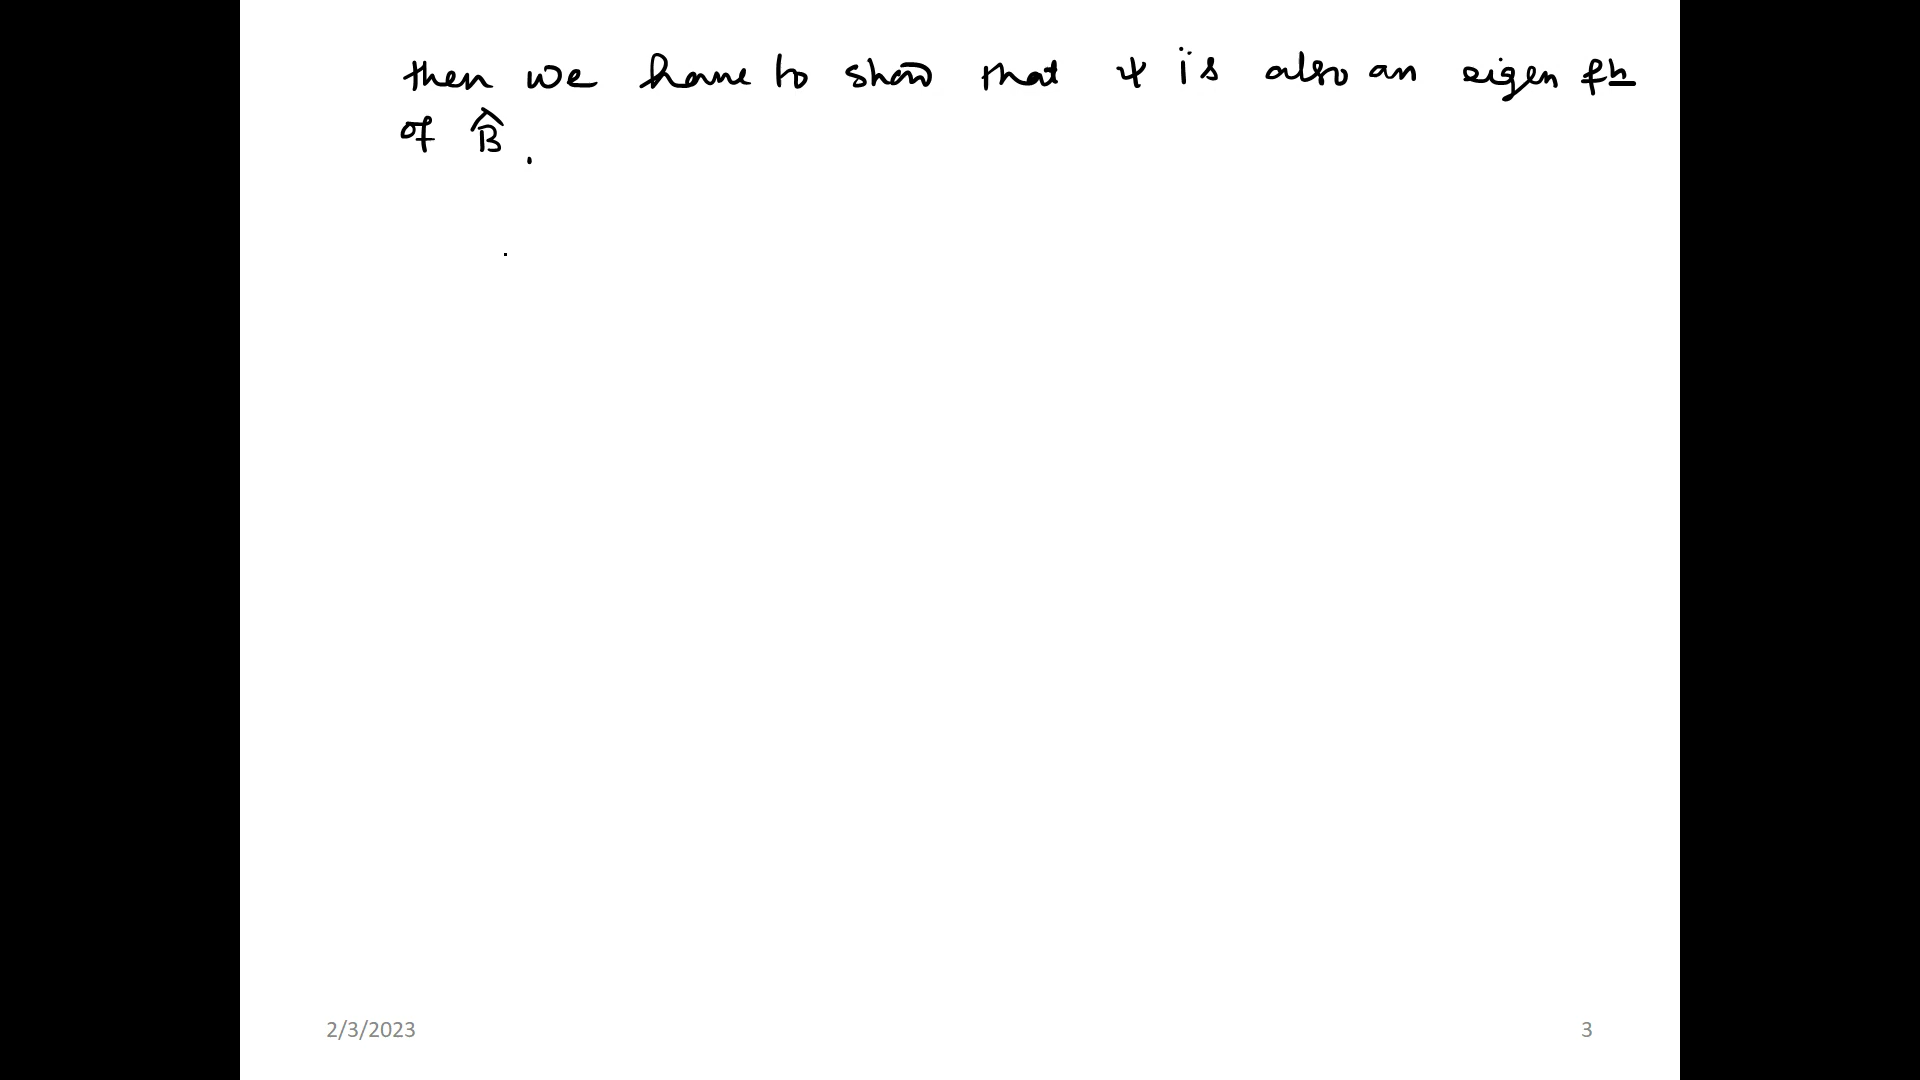 then we have to show that ψ is also an eigen fn
of B̂.
2/3/2023
3